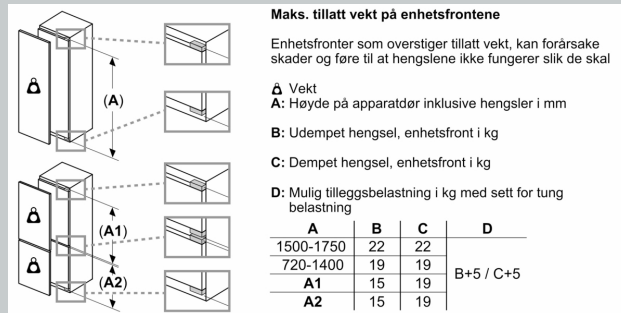 Maks. tillatt vekt på enhetsfrontene
Enhetsfronter som overstiger tillatt vekt, kan forårsake
skader og føre til at hengslene ikke fungerer slik de skal
Vekt
A: Høyde på apparatdør inklusive hengsler i mm
B: Udempet hengsel, enhetsfront i kg
C: Dempet hengsel, enhetsfront i kg
D: Mulig tilleggsbelastning i kg med sett for tung
belastning
A B C D
1500-1750 22 22
720-1400 19 19
B+5 / C+5
A1 15 19
A2 15 19
(A)
(A1)
(A2)